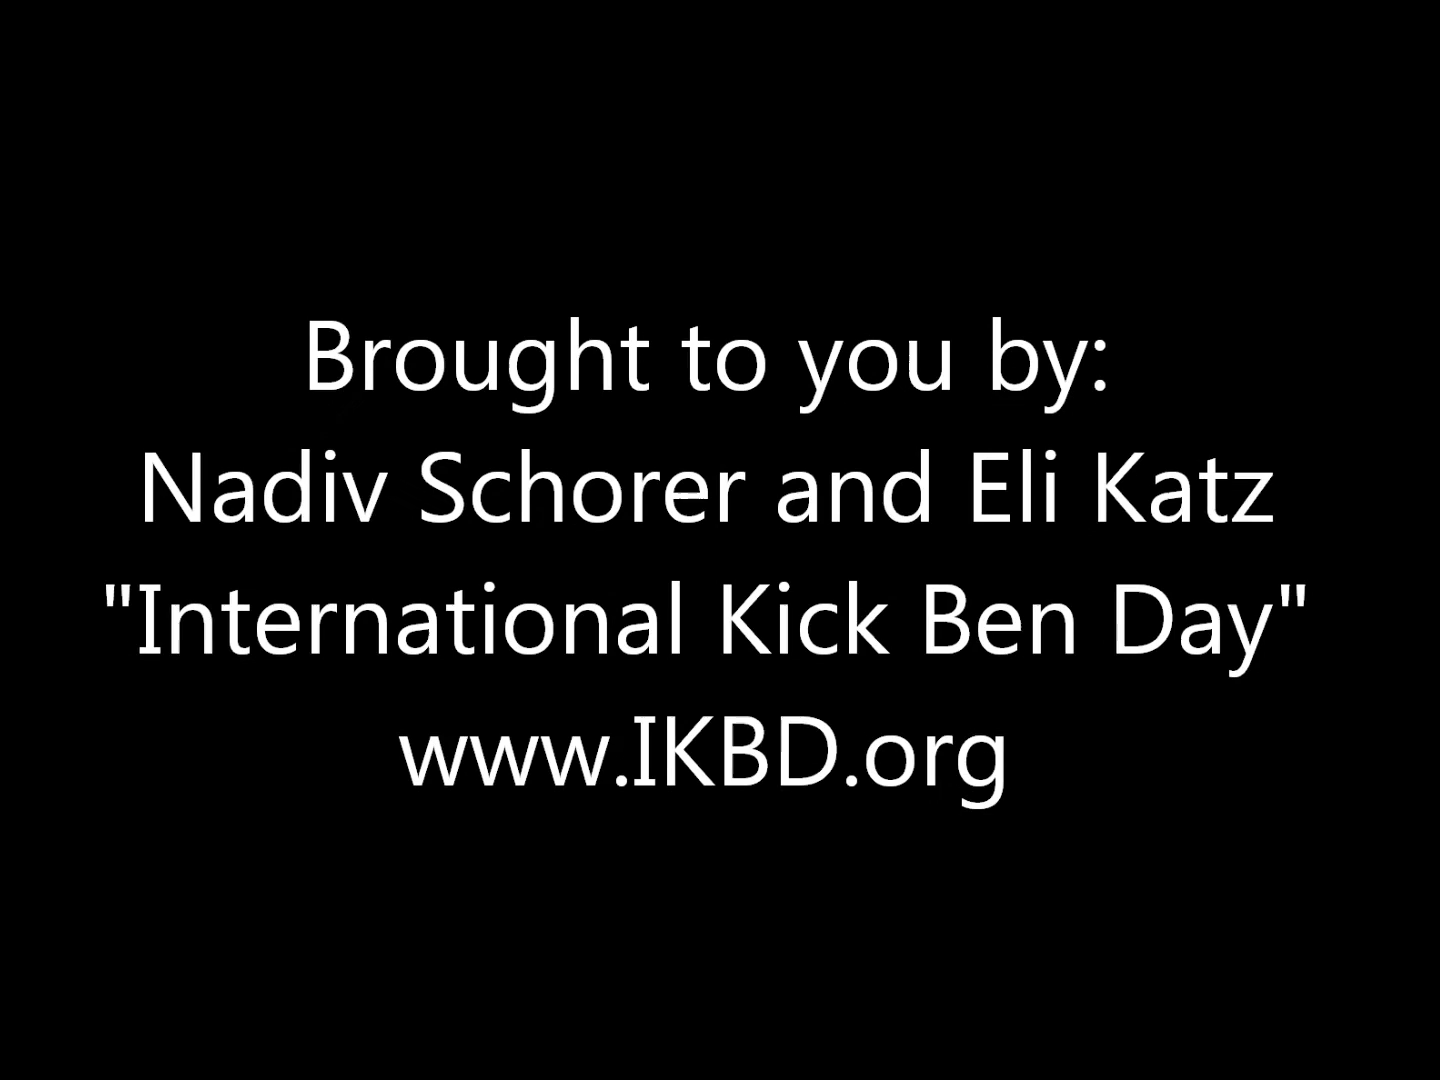 Brought to you by:
Nadiv Schorer and Eli Katz
"International Kick Ben Day"
www.IKBD.org